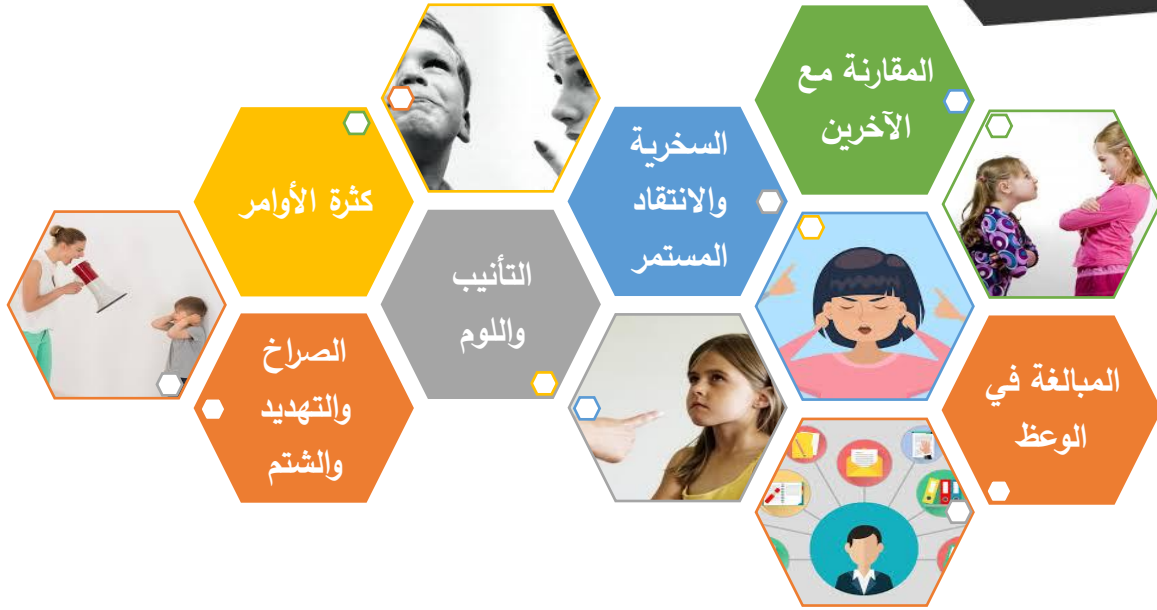 المقارنة مع
الآخرين
السخرية
والانتقاد
المستمر
كثرة الأوامر
التأنيب
واللوم
المبالغة في
الوعظ
الصراخ
والتهديد
والشتم